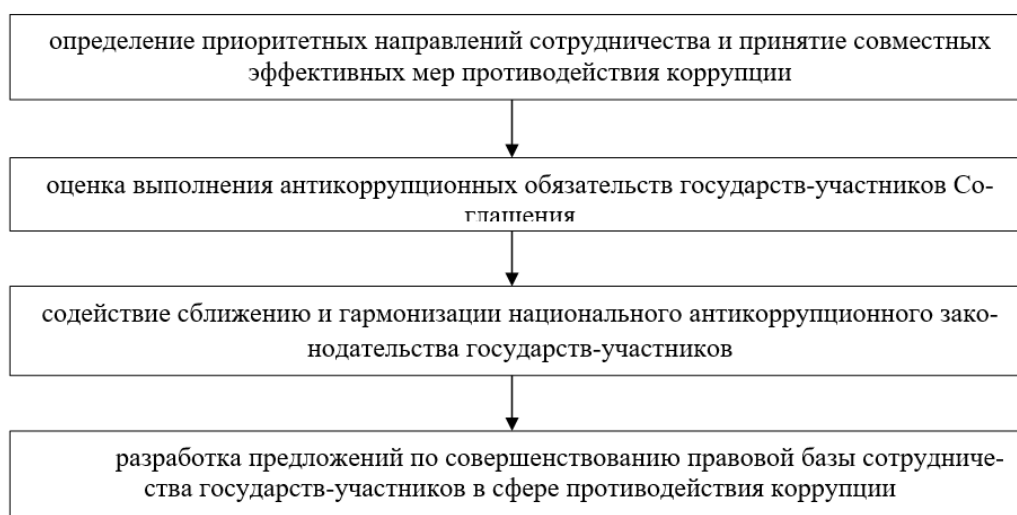 определение приоритетных направлений сотрудничества и принятие совместных
эффективных мер противодействия коррупции
оценка выполнения антикоррупционных обязательств государств-участников Со-
глашения
содействие сближению и гармонизации национального антикоррупционного зако-
нодательства государств-участников
разработка предложений по совершенствованию правовой базы сотрудниче-
ства государств-участников в сфере противодействия коррупции